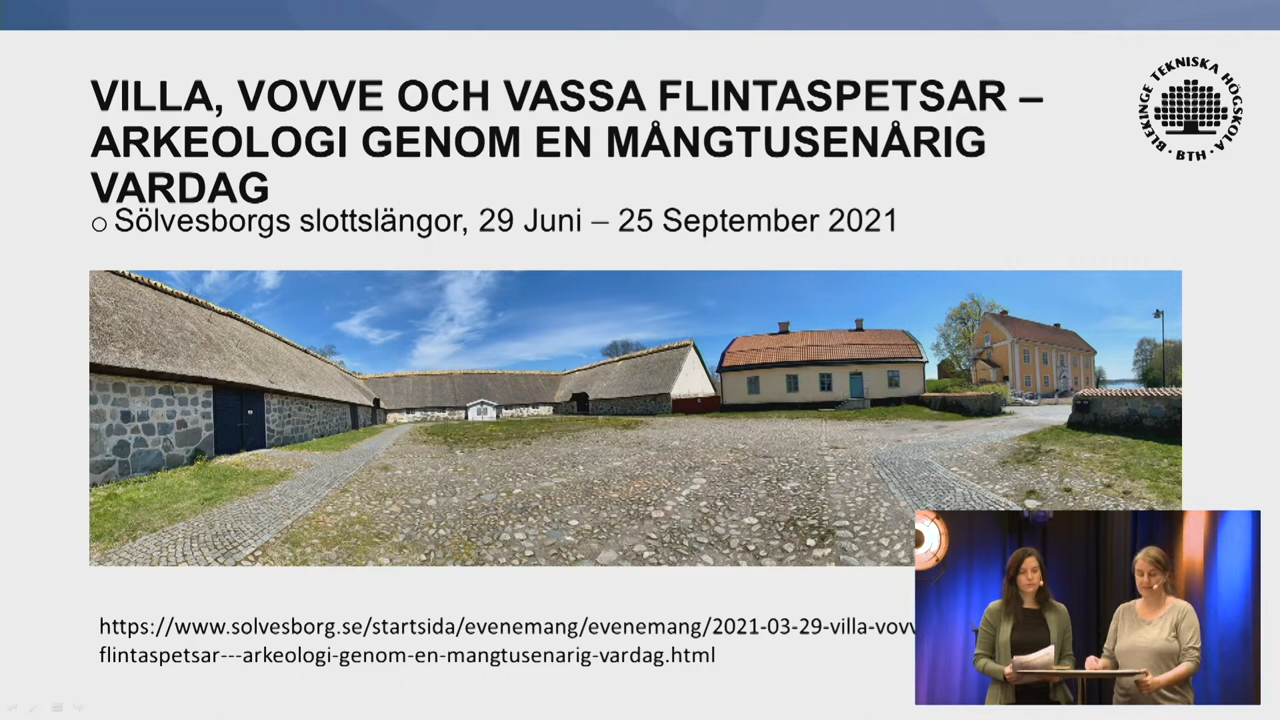 VILLA, VOVVE OCH VASSA FLINTASPETSAR –
ARKEOLOGI GENOM EN MÅNGTUSENÅRIG
VARDAG
Sölvesborgs slottslängor, 29 Juni – 25 September 2021
BLEKINGE TEKNISKA HÖGSKOLA
· BTH ·
https://www.solvesborg.se/startsida/evenemang/evenemang/2021-03-29-villa-vov
flintaspetsar---arkeologi-genom-en-mangtusenarig-vardag.html